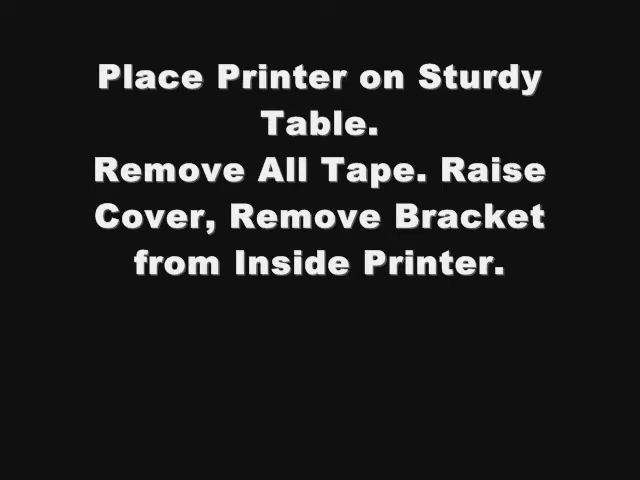 Place Printer on Sturdy
Table.
Remove All Tape. Raise
Cover, Remove Bracket
from Inside Printer.